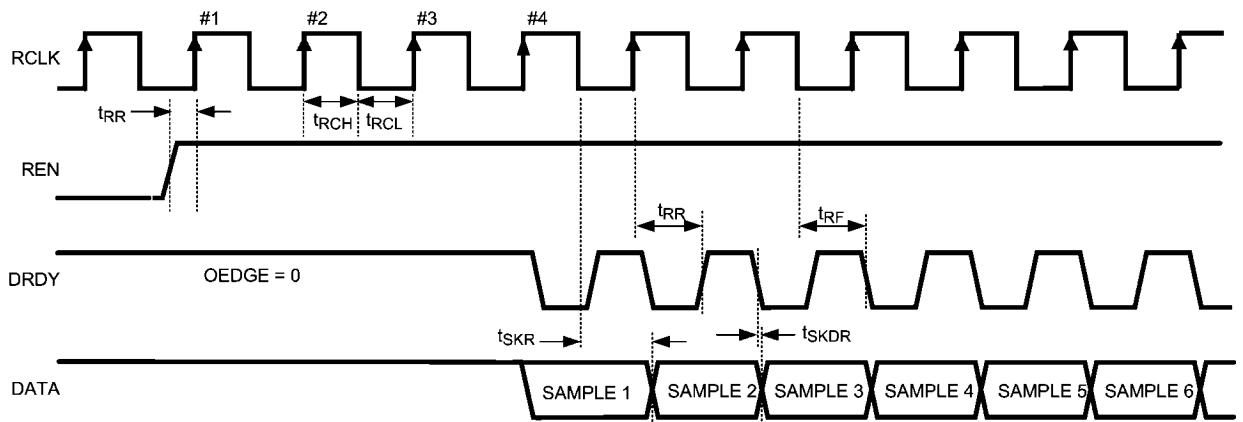 #1 #2 #3 #4
RCLK
tRR
tRCH tRCL
REN
tRR tRF
DRDY
OEDGE = 0
tSKR tSKDR
DATA
SAMPLE 1 SAMPLE 2 SAMPLE 3 SAMPLE 4 SAMPLE 5 SAMPLE 6